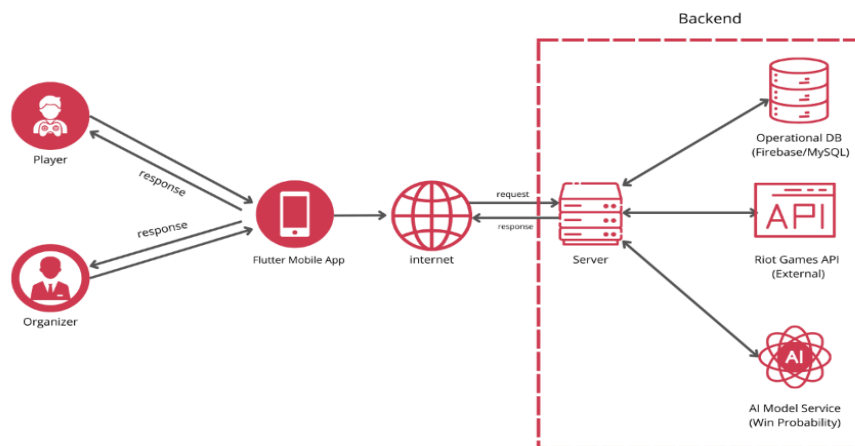 Backend
Player
response
response
Organizer
Flutter Mobile App
internet
request
response
Server
Operational DB
(Firebase/MySQL)
API
Riot Games API
(External)
AI
AI Model Service
(Win Probability)